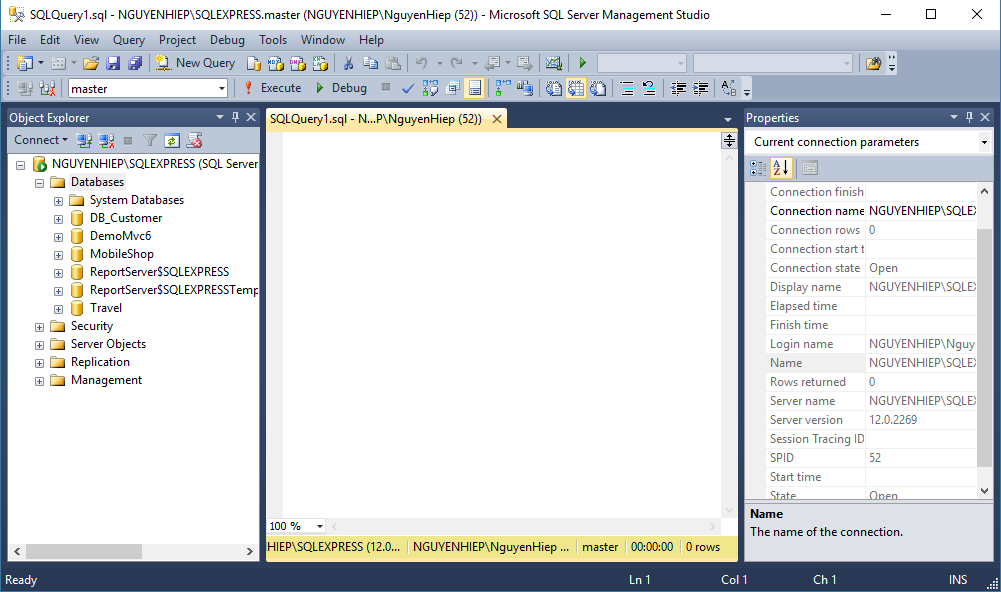 SQLQuery1.sql - NGUYENHIEP\SQLEXPRESS.master (NGUYENHIEP\NguyenHiep (52)) - Microsoft SQL Server Management Studio
File Edit View Query Project Debug Tools Window Help
New Query
master Execute Debug
Object Explorer
Connect
NGUYENHIEP\SQLEXPRESS (SQL Server
Databases
System Databases
DB_Customer
DemoMvc6
MobileShop
ReportServer$SQLEXPRESS
ReportServer$SQLEXPRESSTemp
Travel
Security
Server Objects
Replication
Management
SQLQuery1.sql - N...P\NguyenHiep (52))
100 %
HIEP\SQLEXPRESS (12.0... NGUYENHIEP\NguyenHiep ... master 00:00:00 0 rows
Properties
Current connection parameters
Connection finish
Connection name NGUYENHIEP\SQLEX
Connection rows 0
Connection start t
Connection state Open
Display name NGUYENHIEP\SQLEX
Elapsed time
Finish time
Login name NGUYENHIEP\Nguy
Name NGUYENHIEP\SQLEX
Rows returned 0
Server name NGUYENHIEP\SQLEX
Server version 12.0.2269
Session Tracing ID
SPID 52
Start time
State Open
Name
The name of the connection.
Ready Ln 1 Col 1 Ch 1 INS